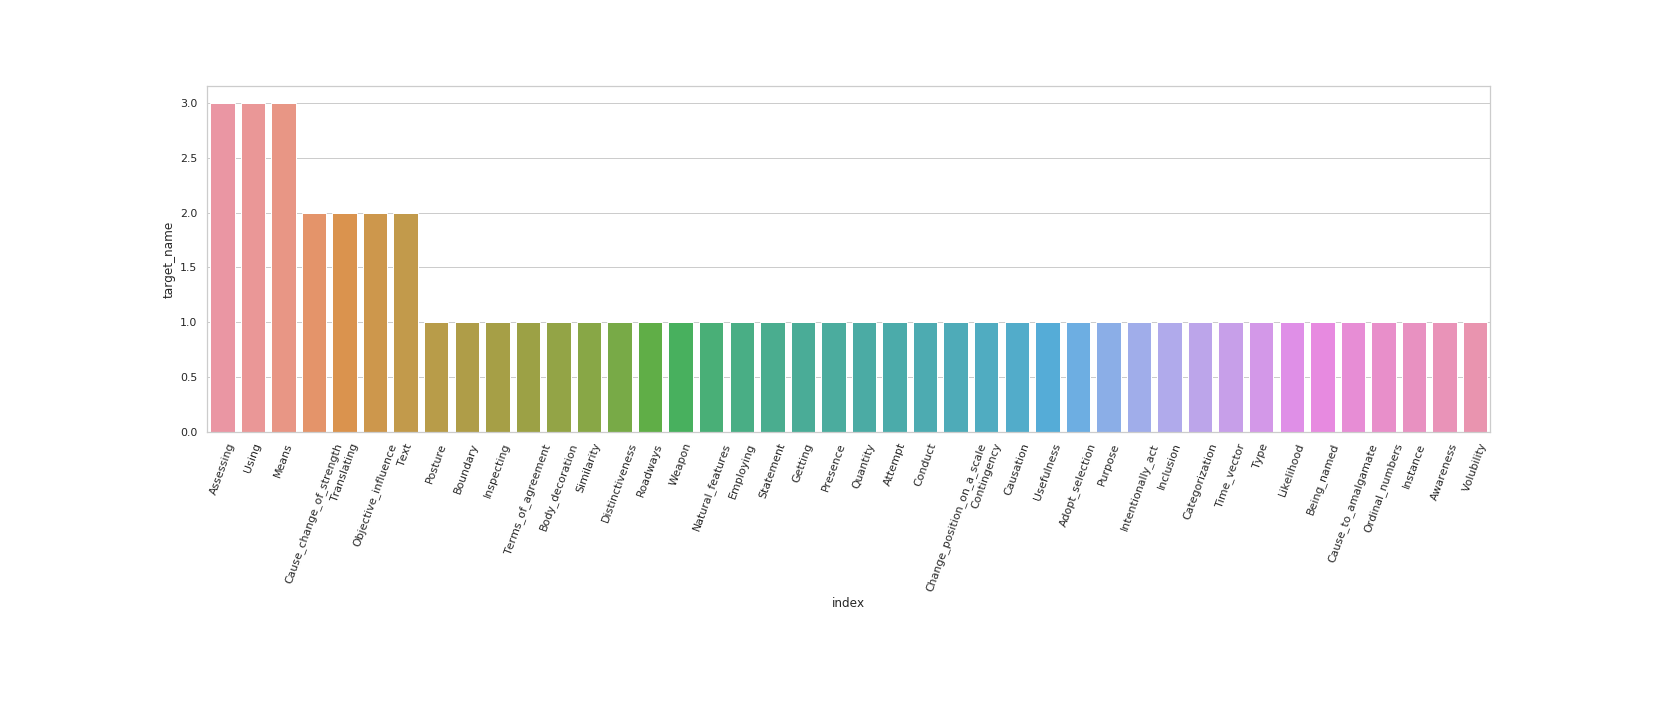 3.0
2.5
2.0
1.5
1.0
0.5
0.0
target_name
Assessing
Using
Means
Cause_change_of_strength
Translating
Objective_influence
Text
Posture
Boundary
Inspecting
Terms_of_agreement
Body_decoration
Similarity
Distinctiveness
Roadways
Weapon
Natural_features
Employing
Statement
Getting
Presence
Quantity
Attempt
Conduct
Change_position_on_a_scale
Contingency
Causation
Usefulness
Adopt_selection
Purpose
Intentionally_act
Inclusion
Categorization
Time_vector
Type
Likelihood
Being_named
Cause_to_amalgamate
Ordinal_numbers
Instance
Awareness
Volubility
index